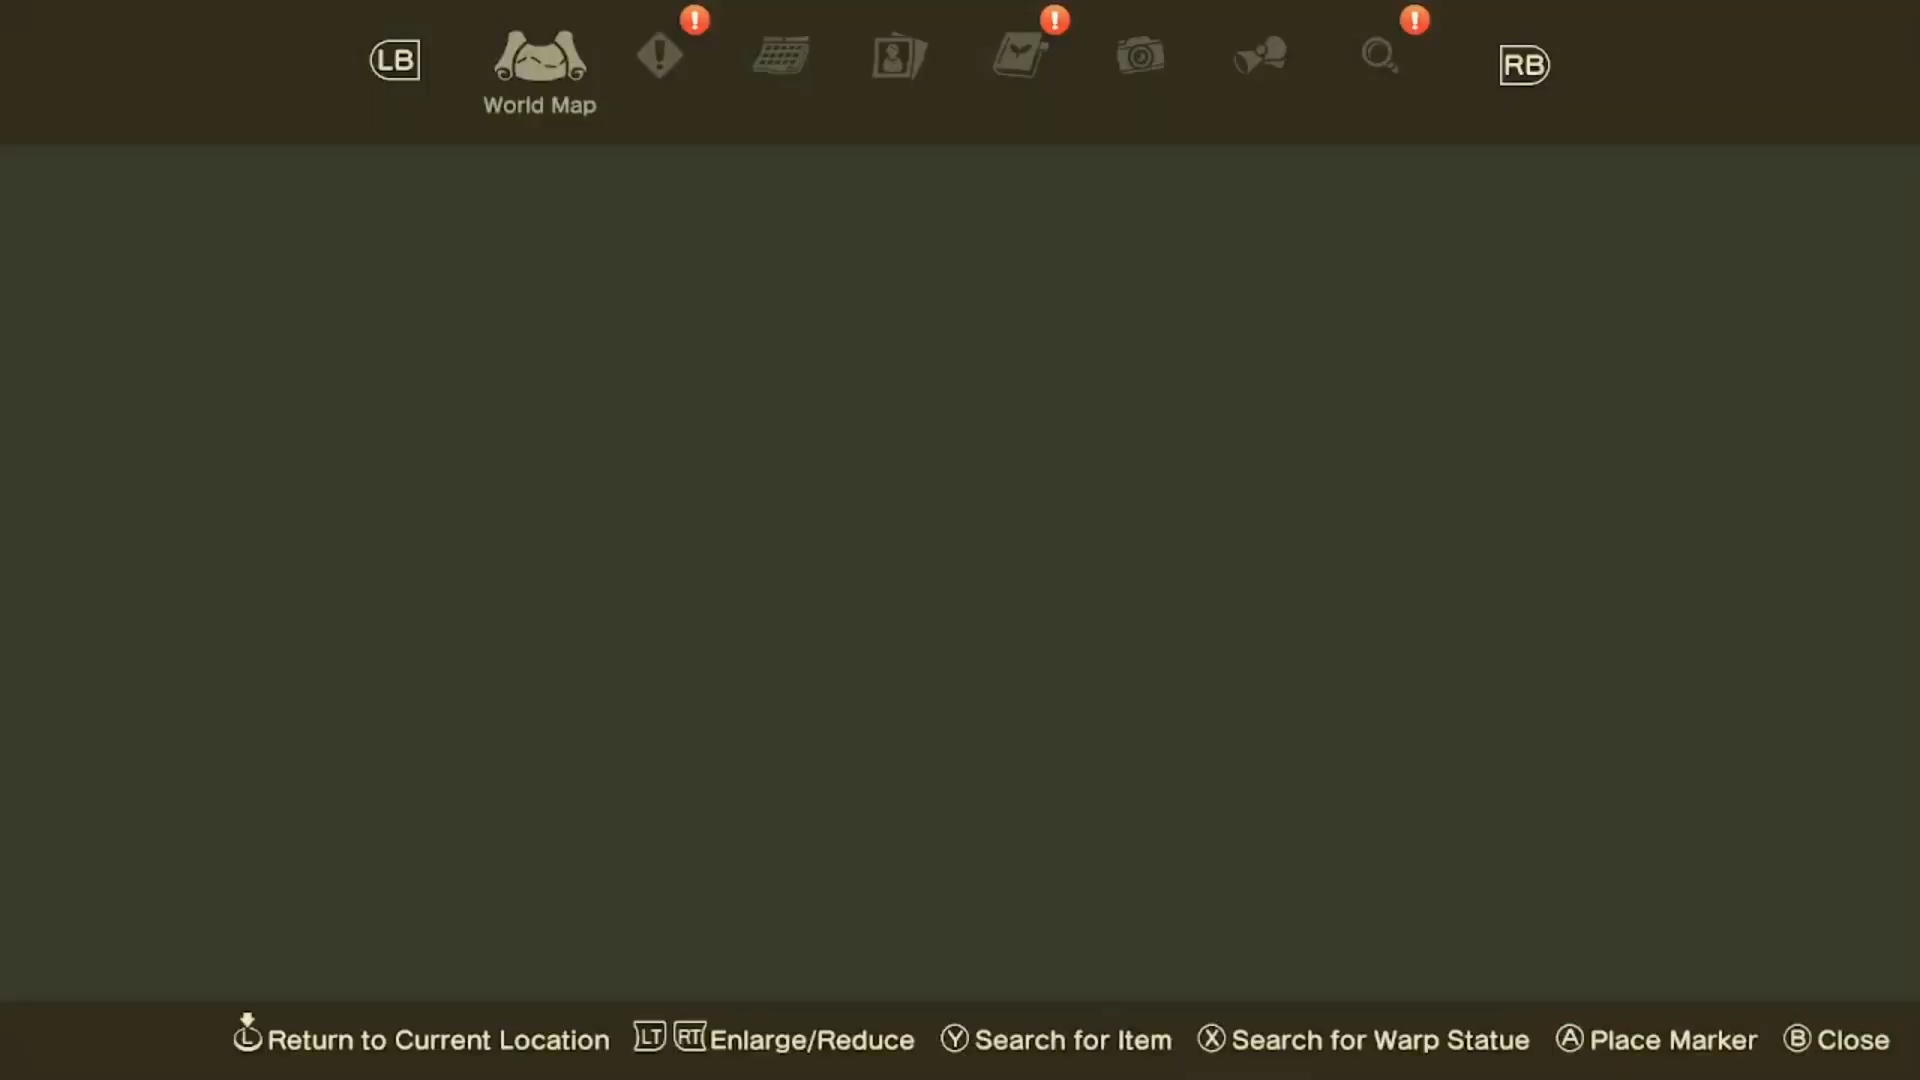 LB
World Map
RB
L Return to Current Location LT RT Enlarge/Reduce Y Search for Item X Search for Warp Statue A Place Marker B Close